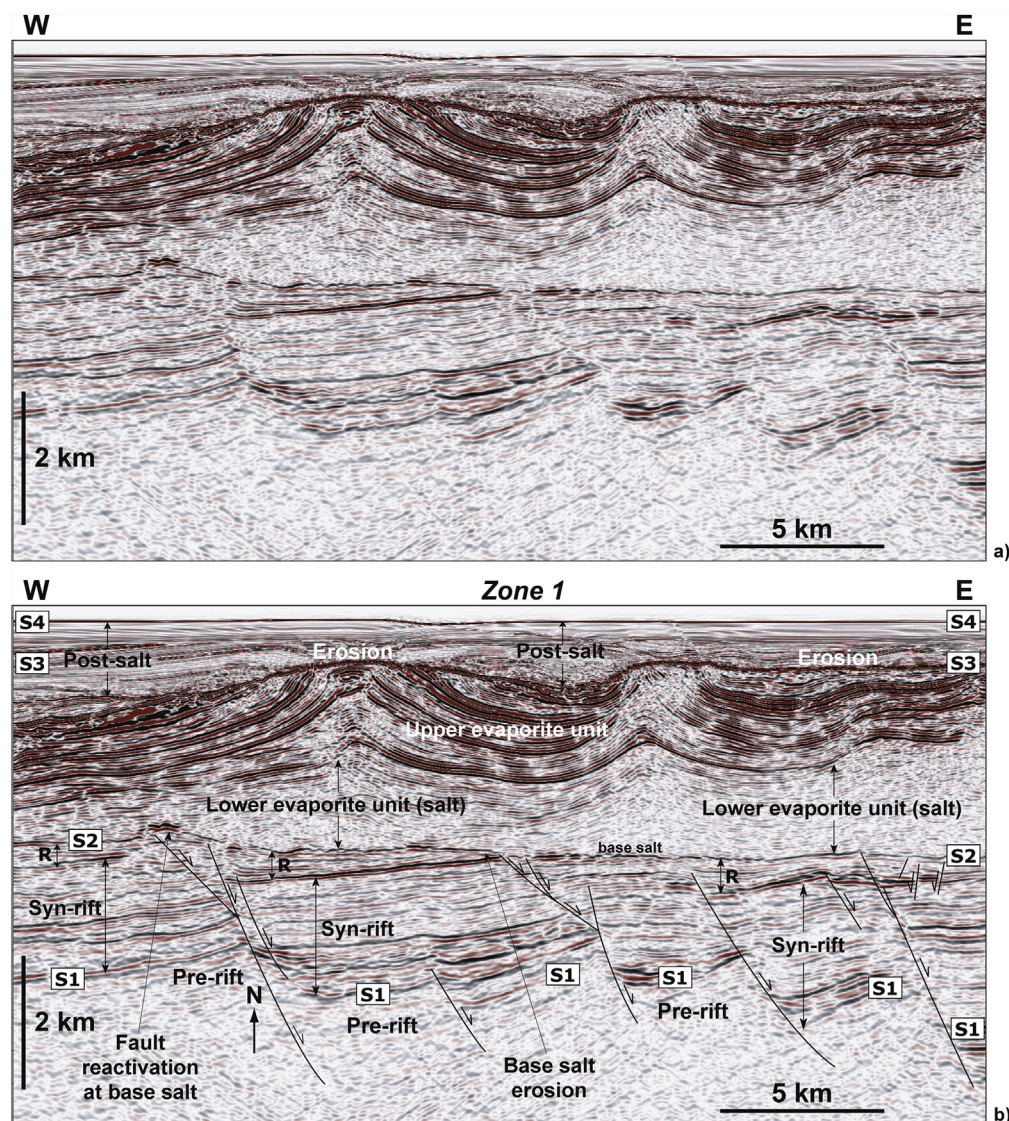 W E
2 km
5 km
a)
W Zone 1 E
S4 S4
S3 Post-salt Erosion Post-salt Erosion S3
Upper evaporite unit
Lower evaporite unit (salt) Lower evaporite unit (salt)
S2 base salt S2
R R R
Syn-rift Syn-rift Syn-rift
S1 Pre-rift S1 S1 S1 S1 S1
N Pre-rift Pre-rift
2 km
Fault
reactivation
at base salt
Base salt
erosion
5 km
b)